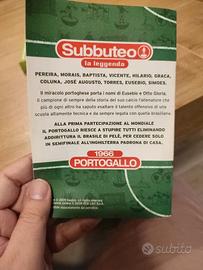 Subbuteo
la leggenda
PEREIRA, MORAIS, BAPTISTA, VICENTE, HILARIO, GRACA,
COLUNA, JOSÉ AUGUSTO, TORRES, EUSEBIO, SIMOES.
Il miracolo portoghese porta i nomi di Eusebio e Otto Gloria.
Il campione di sempre della storia del suo calcio l'attenzione che
più di ogni altro ha saputo esaltare il talento offensivo di una
scuola altamente tecnica e da sempre legata con quella brasiliana
ALLA PRIMA PARTECIPAZIONE AL MONDIALE
IL PORTOGALLO RIESCE A STUPIRE TUTTI ELIMINANDO
ADDIRITTURA IL BRASILE DI PELÈ, PER CEDERE SOLO
IN SEMIFINALE ALL'INGHILTERRA PADRONA DI CASA.
1966
PORTOGALLO
subito